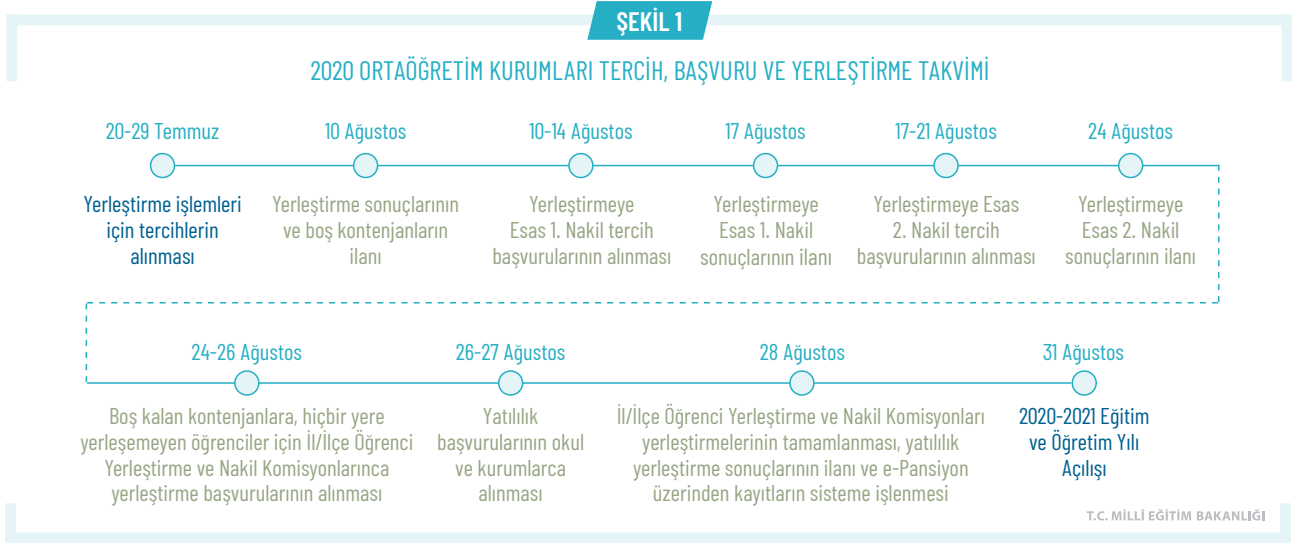 ŞEKİL 1
2020 ORTAÖĞRETİM KURUMLARI TERCİH, BAŞVURU VE YERLEŞTİRME TAKVİMİ
20-29 Temmuz
Yerleştirme işlemleri
için tercihlerin
alınması
10 Ağustos
Yerleştirme sonuçlarının
ve boş kontenjanların
ilanı
10-14 Ağustos
Yerleştirmeye
Esas 1. Nakil tercih
başvurularının alınması
17 Ağustos
Yerleştirmeye
Esas 1. Nakil
sonuçlarının ilanı
17-21 Ağustos
Yerleştirmeye Esas
2. Nakil tercih
başvurularının alınması
24 Ağustos
Yerleştirmeye
Esas 2. Nakil
sonuçlarının ilanı
24-26 Ağustos
Boş kalan kontenjanlara, hiçbir yere
yerleşemeyen öğrenciler için İl/İlçe Öğrenci
Yerleştirme ve Nakil Komisyonlarınca
yerleştirme başvurularının alınması
26-27 Ağustos
Yatılılık
başvurularının okul
ve kurumlarca
alınması
28 Ağustos
İl/İlçe Öğrenci Yerleştirme ve Nakil Komisyonları
yerleştirmelerinin tamamlanması, yatılılık
yerleştirme sonuçlarının ilanı ve e-Pansiyon
üzerinden kayıtların sisteme işlenmesi
31 Ağustos
2020-2021 Eğitim
ve Öğretim Yılı
Açılışı
T.C. MİLLÎ EĞİTİM BAKANLIĞI